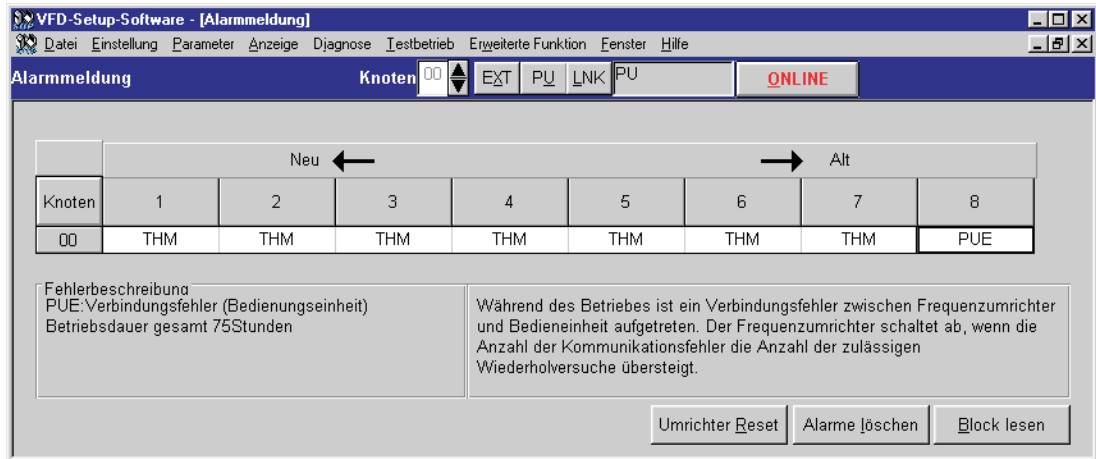 VFD-Setup-Software - [Alarmmeldung]
Datei Einstellung Parameter Anzeige Diagnose Testbetrieb Erweiterte Funktion Fenster Hilfe
Alarmmeldung Knoten 00 EXT PU LNK PU ONLINE
Neu Alt
Knoten 1 2 3 4 5 6 7 8
00 THM THM THM THM THM THM THM PUE
Fehlerbeschreibung
PUE:Verbindungsfehler (Bedienungseinheit)
Betriebsdauer gesamt 75Stunden
Während des Betriebes ist ein Verbindungsfehler zwischen Frequenzumrichter
und Bedieneinheit aufgetreten. Der Frequenzumrichter schaltet ab, wenn die
Anzahl der Kommunikationsfehler die Anzahl der zulässigen
Wiederholversuche übersteigt.
Umrichter Reset Alarme löschen Block lesen